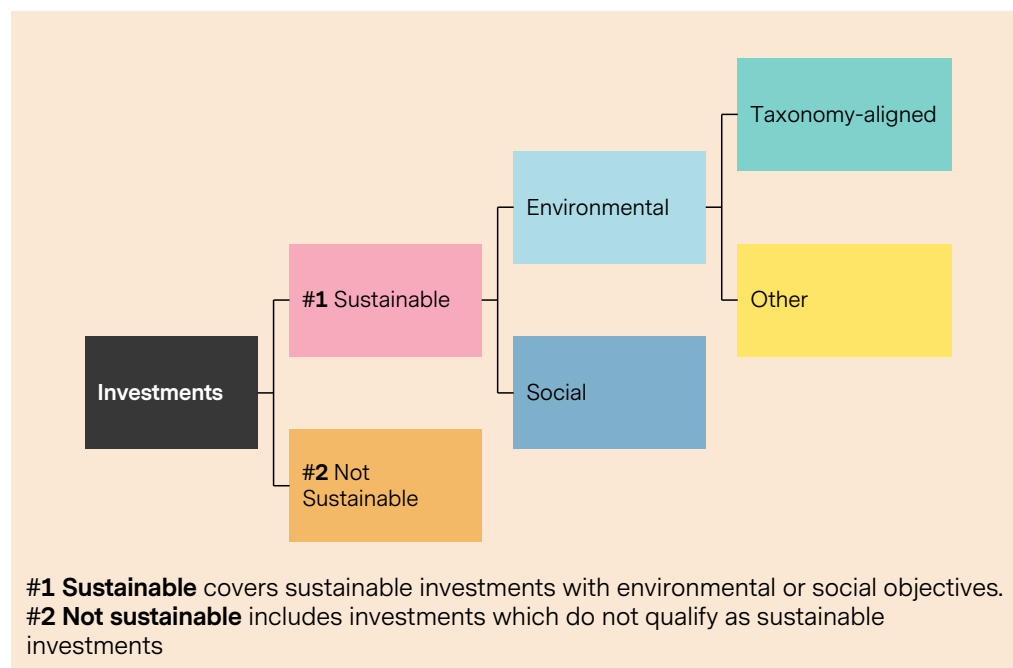 Taxonomy-aligned
Environmental
#1 Sustainable
Other
Investments
Social
#2 Not
Sustainable
#1 Sustainable covers sustainable investments with environmental or social objectives.
#2 Not sustainable includes investments which do not qualify as sustainable
investments